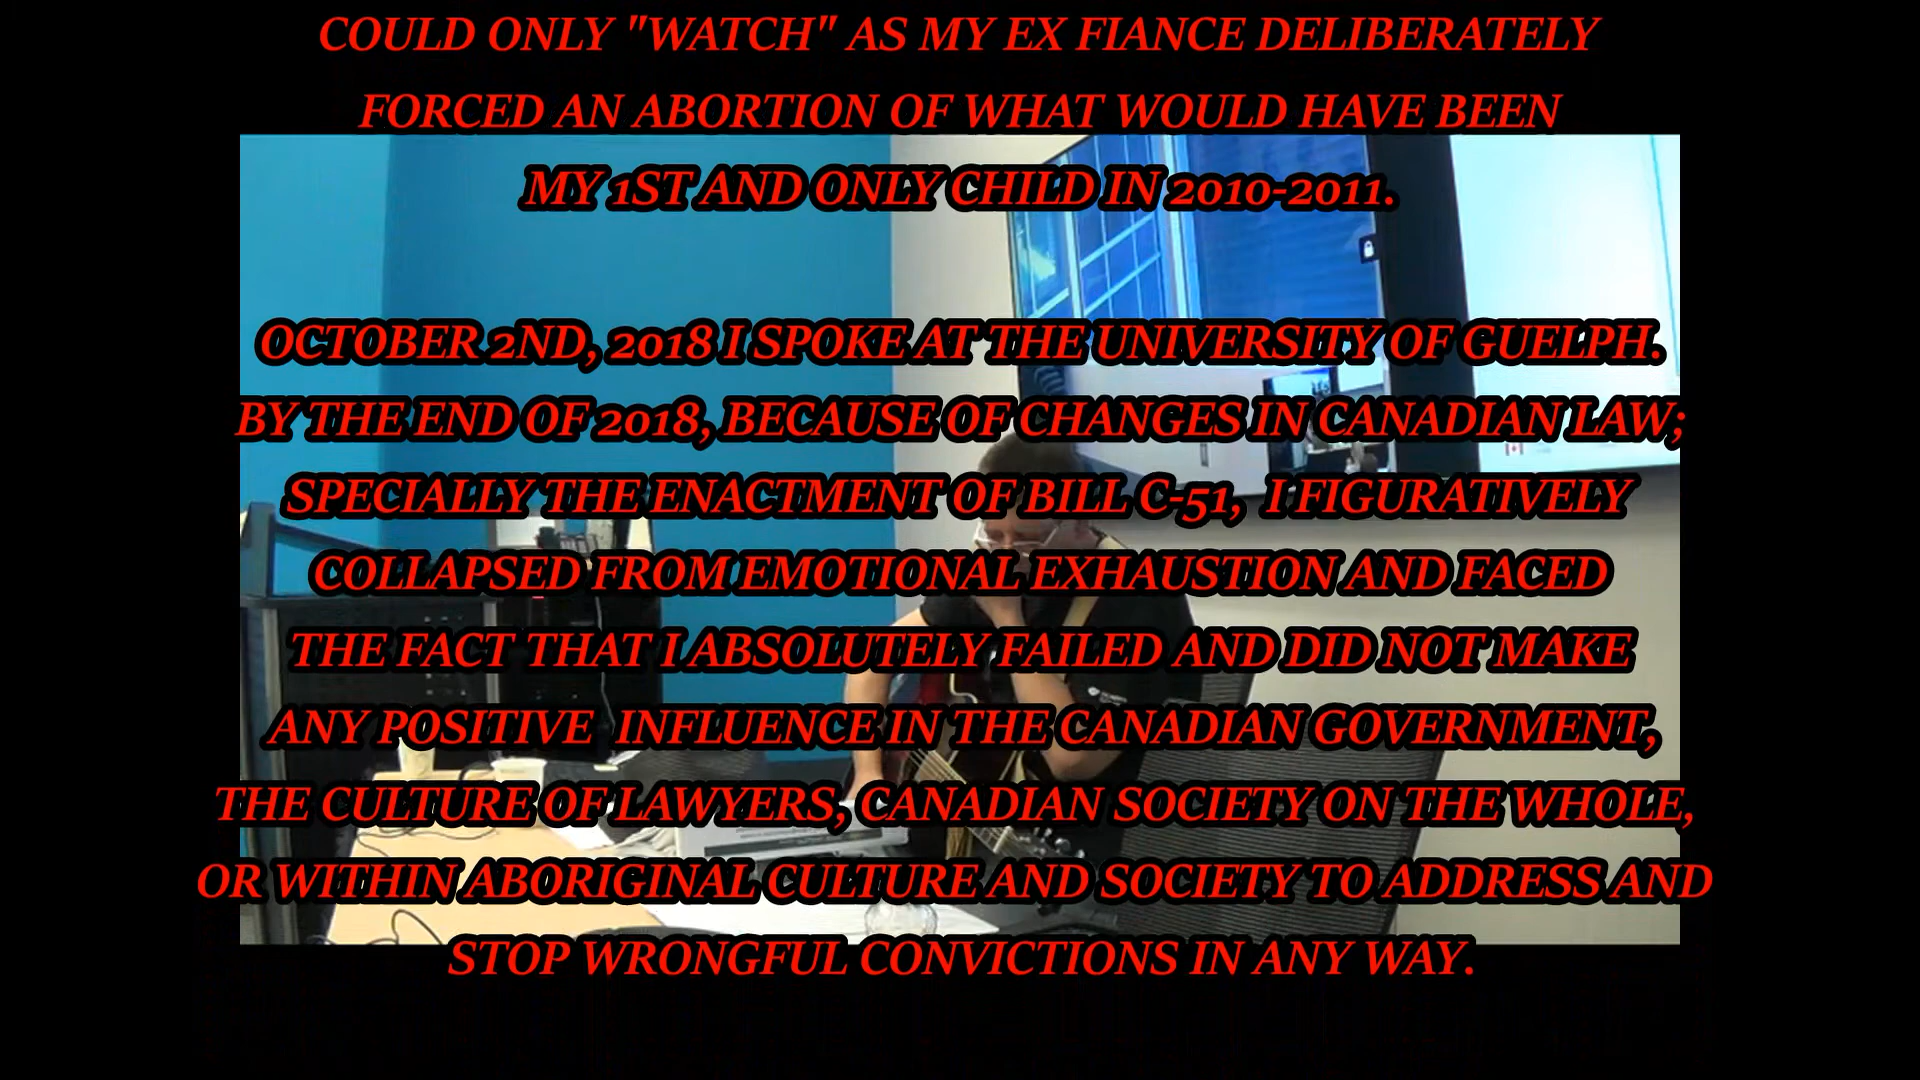 COULD ONLY "WATCH" AS MY EX FIANCE DELIBERATELY
FORCED AN ABORTION OF WHAT WOULD HAVE BEEN
MY 1ST AND ONLY CHILD IN 2010-2011.
OCTOBER 2ND, 2018 I SPOKE AT THE UNIVERSITY OF GUELPH.
BY THE END OF 2018, BECAUSE OF CHANGES IN CANADIAN LAW;
SPECIALLY THE ENACTMENT OF BILL C-51, I FIGURATIVELY
COLLAPSED FROM EMOTIONAL EXHAUSTION AND FACED
THE FACT THAT I ABSOLUTELY FAILED AND DID NOT MAKE
ANY POSITIVE INFLUENCE IN THE CANADIAN GOVERNMENT,
THE CULTURE OF LAWYERS, CANADIAN SOCIETY ON THE WHOLE,
OR WITHIN ABORIGINAL CULTURE AND SOCIETY TO ADDRESS AND
STOP WRONGFUL CONVICTIONS IN ANY WAY.